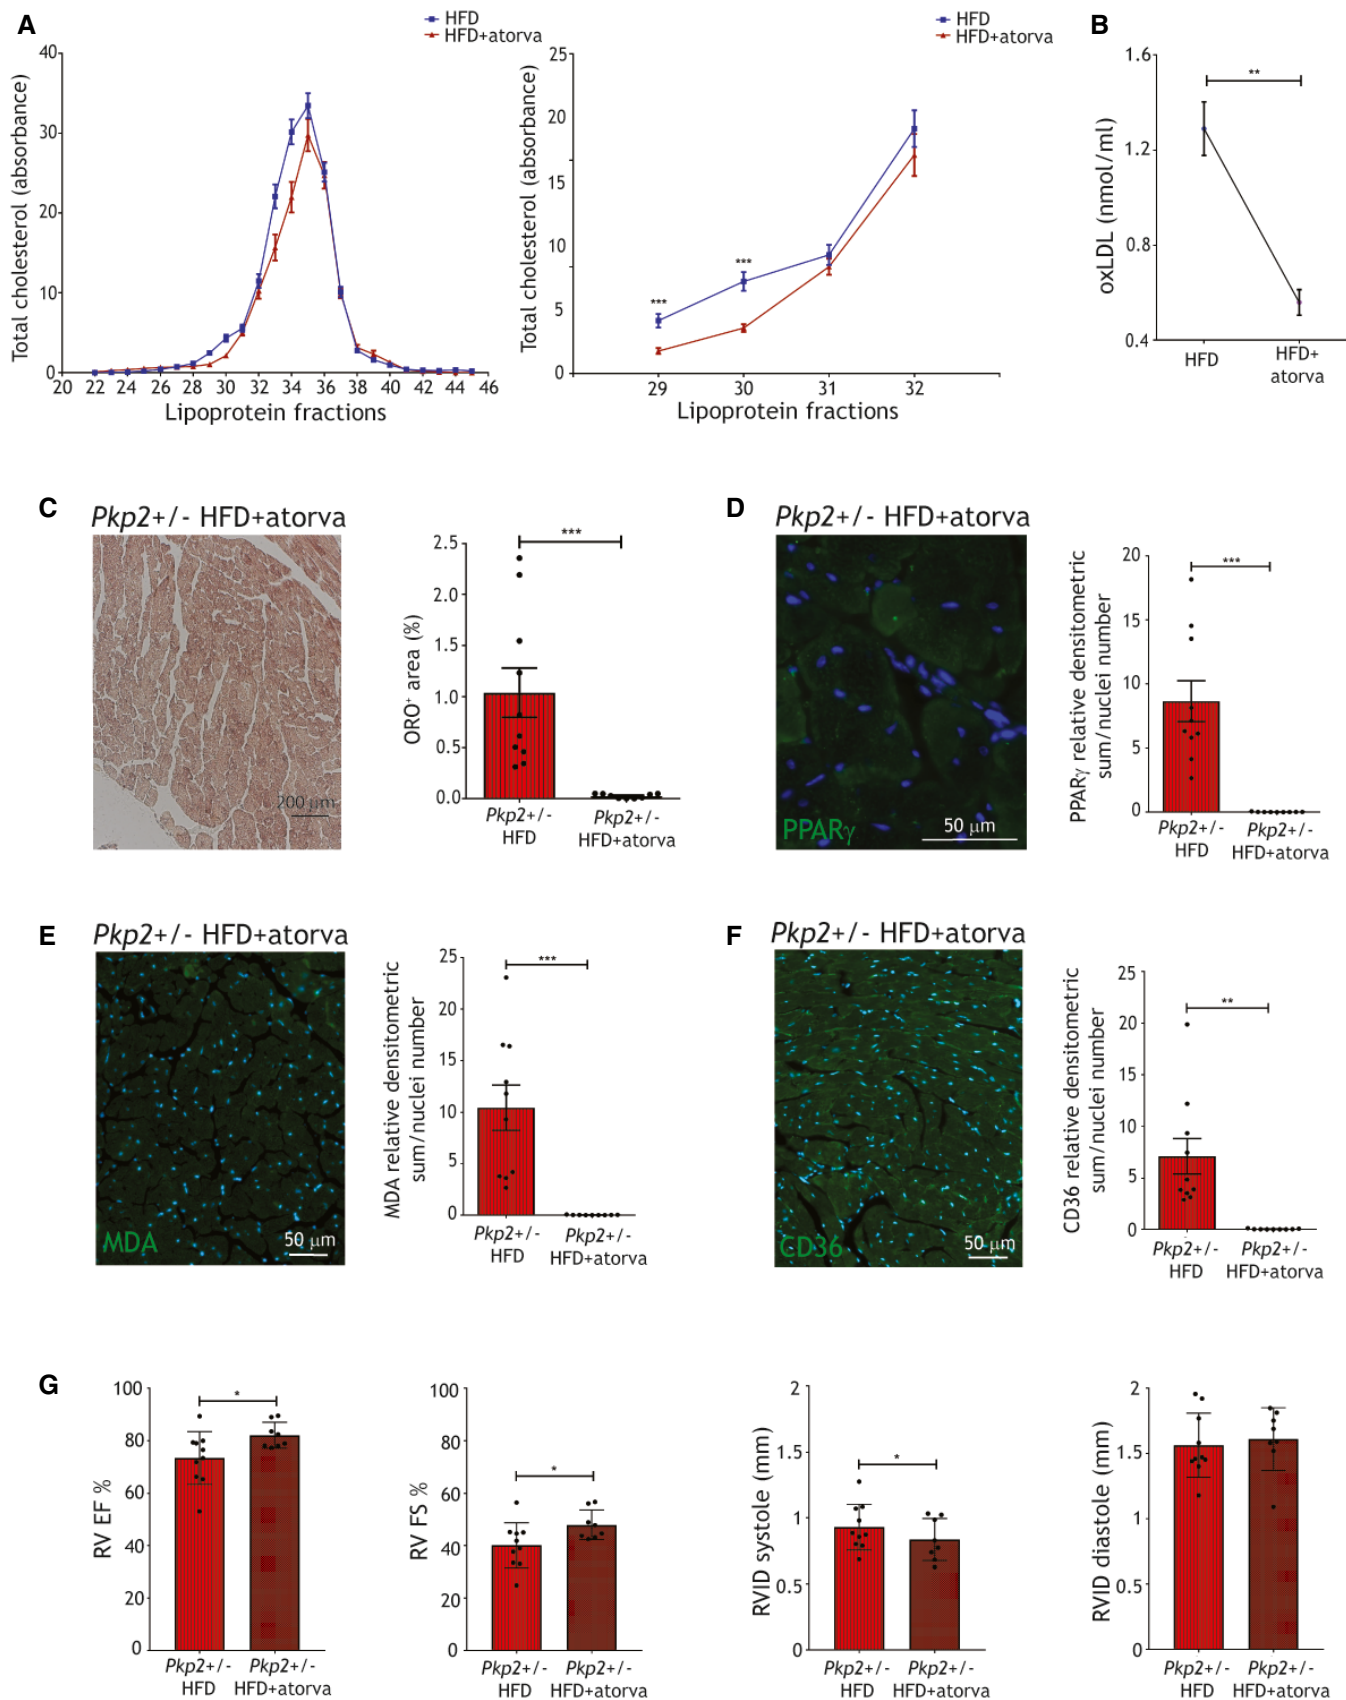 A
HFD
HFD+atorva
40
30
20
10
0
Total cholesterol (absorbance)
20 22 24 26 28 30 32 34 36 38 40 42 44 46
Lipoprotein fractions
HFD
HFD+atorva
25
20
15
10
5
0
Total cholesterol (absorbance)
***
***
29 30 31 32
Lipoprotein fractions
B
1.6
1.2
0.8
0.4
oxLDL (nmol/ml)
**
HFD
HFD+
atorva
C
Pkp2+/- HFD+atorva
200 µm
2.5
2.0
1.5
1.0
0.5
0.0
ORO+ area (%)
***
Pkp2+/-
HFD
Pkp2+/-
HFD+atorva
D
Pkp2+/- HFD+atorva
PPARγ
50 µm
20
15
10
5
0
PPARγ relative densitometric
sum/nuclei number
***
Pkp2+/-
HFD
Pkp2+/-
HFD+atorva
E
Pkp2+/- HFD+atorva
MDA
50 µm
25
20
15
10
5
0
MDA relative densitometric
sum/nuclei number
***
Pkp2+/-
HFD
Pkp2+/-
HFD+atorva
F
Pkp2+/- HFD+atorva
CD36
50 µm
25
20
15
10
5
0
CD36 relative densitometric
sum/nuclei number
**
Pkp2+/-
HFD
Pkp2+/-
HFD+atorva
G
100
80
60
40
20
0
RV EF %
*
Pkp2+/-
HFD
Pkp2+/-
HFD+atorva
100
80
60
40
20
0
RV FS %
*
Pkp2+/-
HFD
Pkp2+/-
HFD+atorva
2
1.5
1
0.5
0
RVID systole (mm)
*
Pkp2+/-
HFD
Pkp2+/-
HFD+atorva
2
1.5
1
0.5
0
RVID diastole (mm)
Pkp2+/-
HFD
Pkp2+/-
HFD+atorva